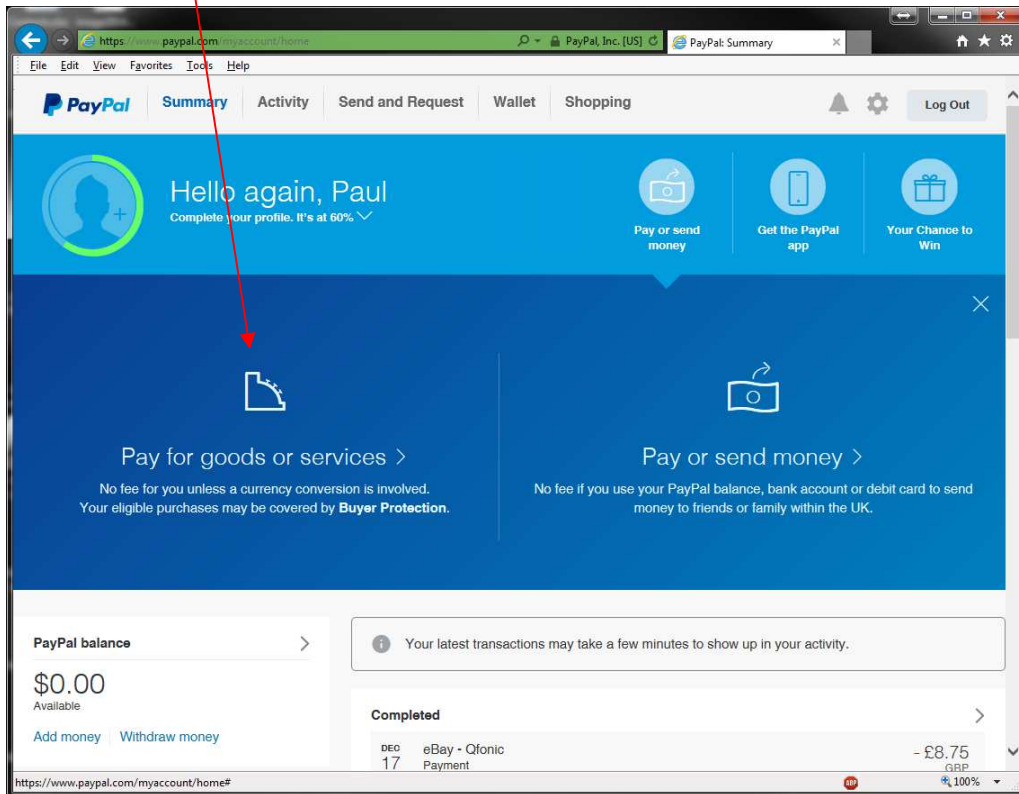 https://www.paypal.com/myaccount/home
PayPal, Inc. [US]
PayPal: Summary
File Edit View Favorites Tools Help
PayPal Summary Activity Send and Request Wallet Shopping Log Out
Hello again, Paul
Complete your profile. It's at 60%
Pay or send money
Get the PayPal app
Your Chance to Win
Pay for goods or services >
No fee for you unless a currency conversion is involved.
Your eligible purchases may be covered by Buyer Protection.
Pay or send money >
No fee if you use your PayPal balance, bank account or debit card to send
money to friends or family within the UK.
PayPal balance
$0.00
Available
Add money Withdraw money
Your latest transactions may take a few minutes to show up in your activity.
Completed
DEC 17
eBay - Qfonic
Payment
- £8.75
GBP
https://www.paypal.com/myaccount/home#
ABP
100%